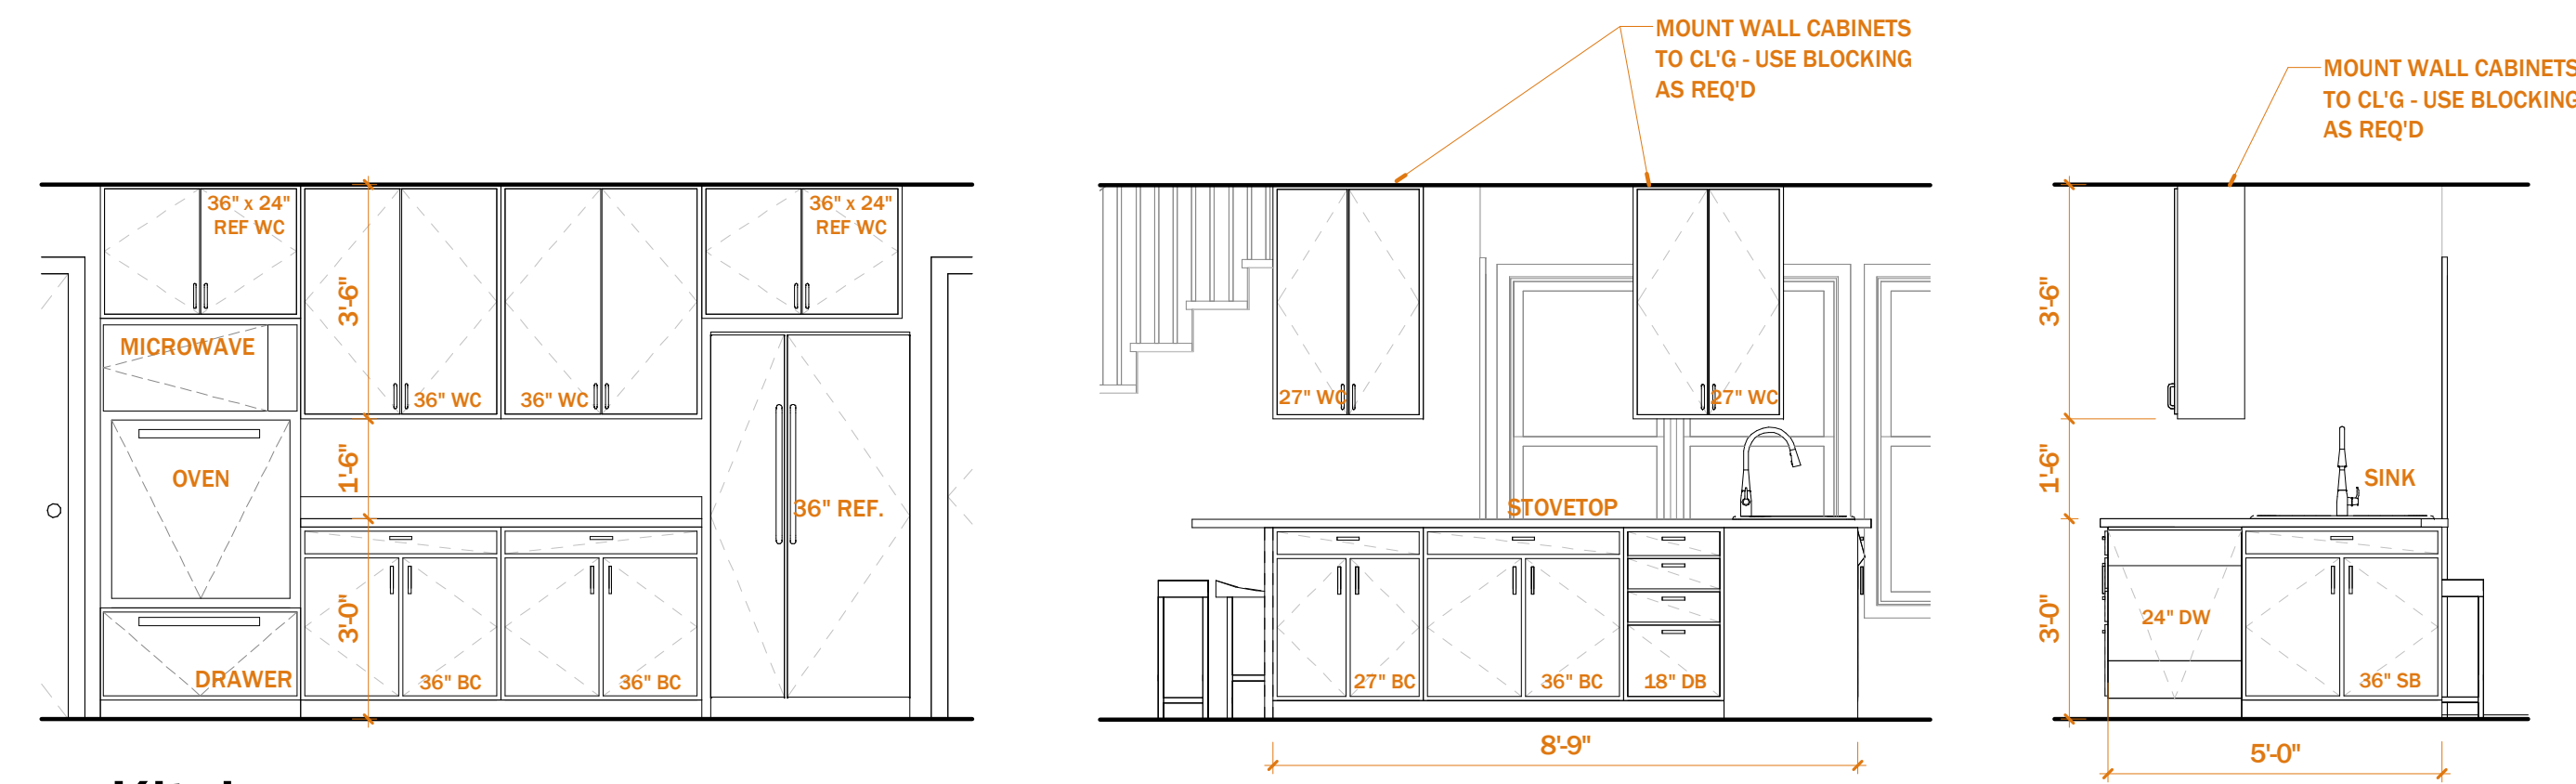 MOUNT WALL CABINETS
TO CL'G - USE BLOCKING
AS REQ'D
MOUNT WALL CABINETS
TO CL'G - USE BLOCKING
AS REQ'D
36" x 24"
REF WC
36" x 24"
REF WC
3'-6"
MICROWAVE
36" WC
36" WC
OVEN
1'-6"
36" REF.
3'-0"
DRAWER
36" BC
36" BC
27" WC
27" WC
STOVETOP
27" BC
36" BC
18" DB
8'-9"
3'-6"
1'-6"
SINK
3'-0"
24" DW
36" SB
5'-0"